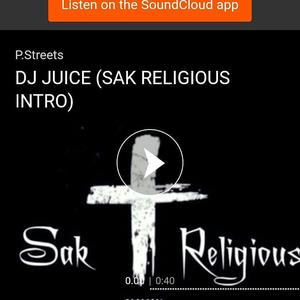 Listen on the SoundCloud app
P.Streets
DJ JUICE (SAK RELIGIOUS
INTRO)
Sak Religious
0:00 | 0:40